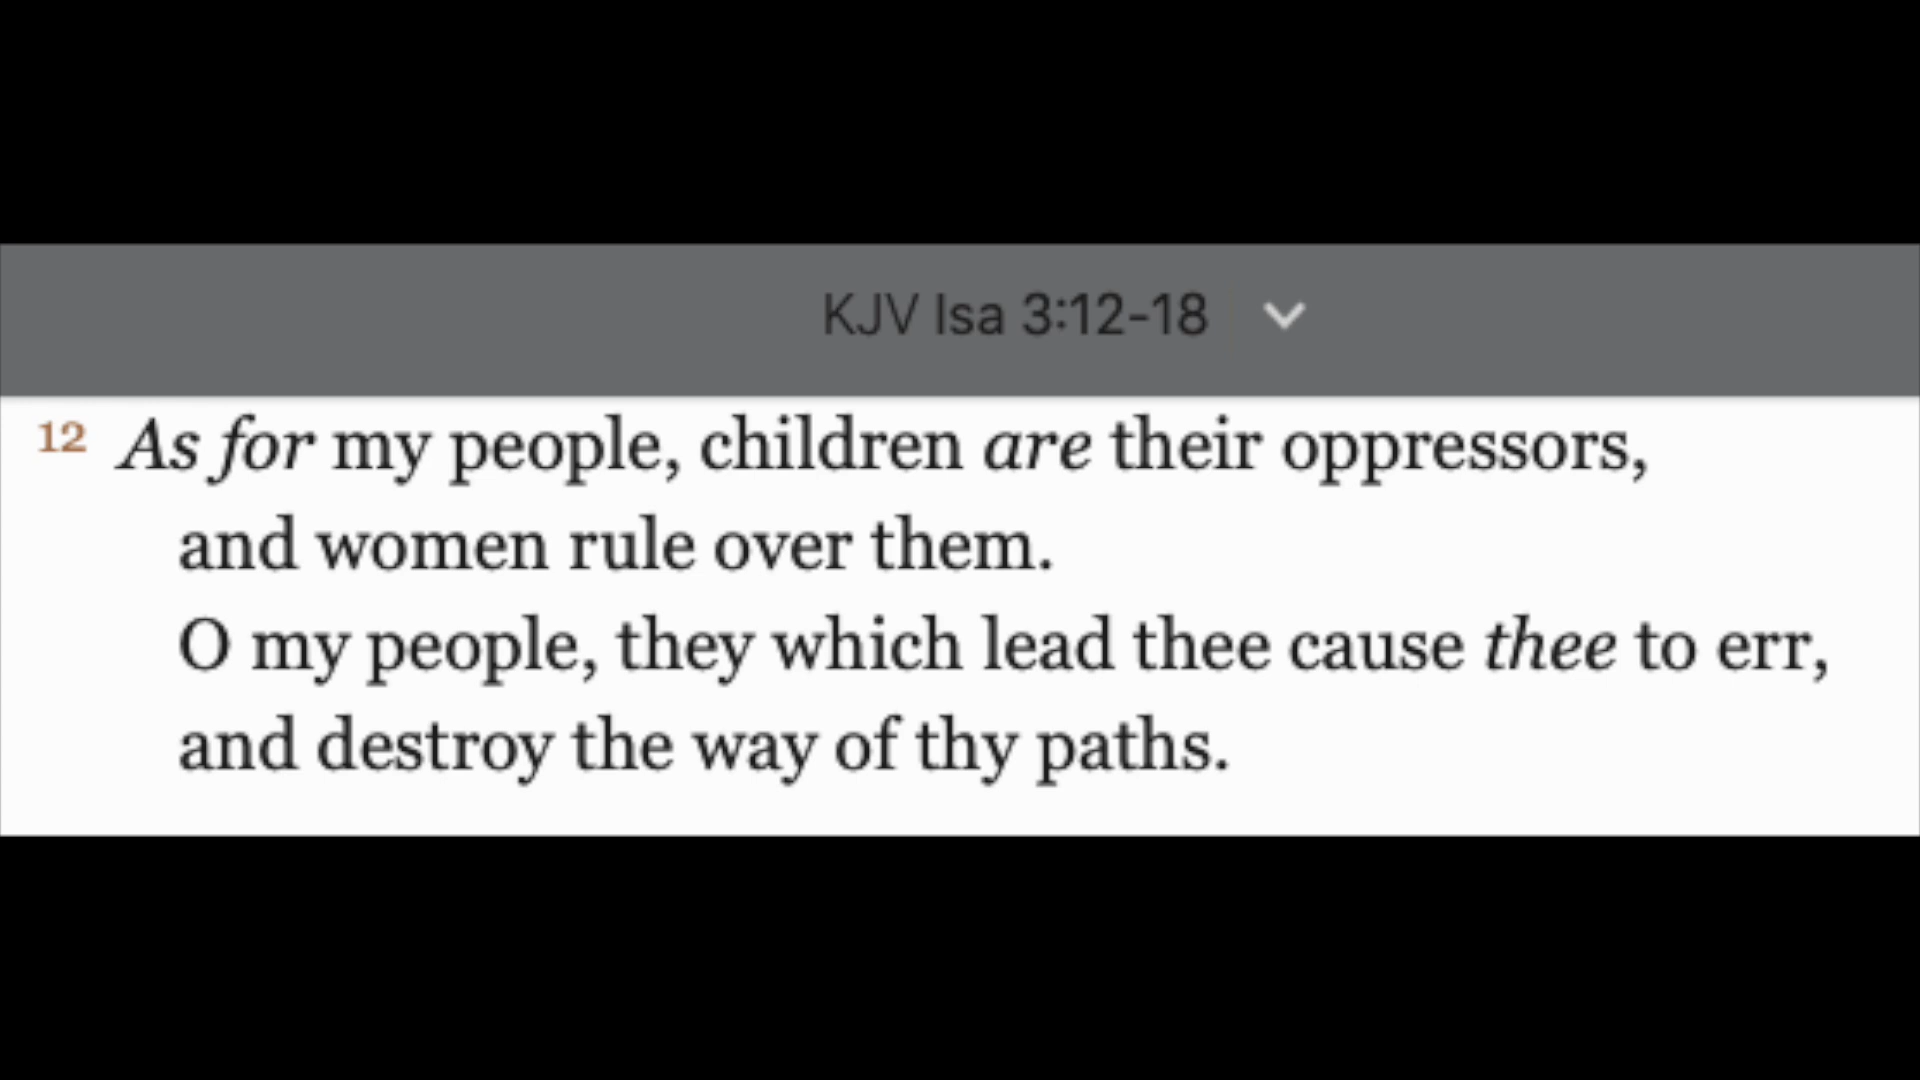 KJV Isa 3:12-18
12 As for my people, children are their oppressors,
and women rule over them.
O my people, they which lead thee cause thee to err,
and destroy the way of thy paths.